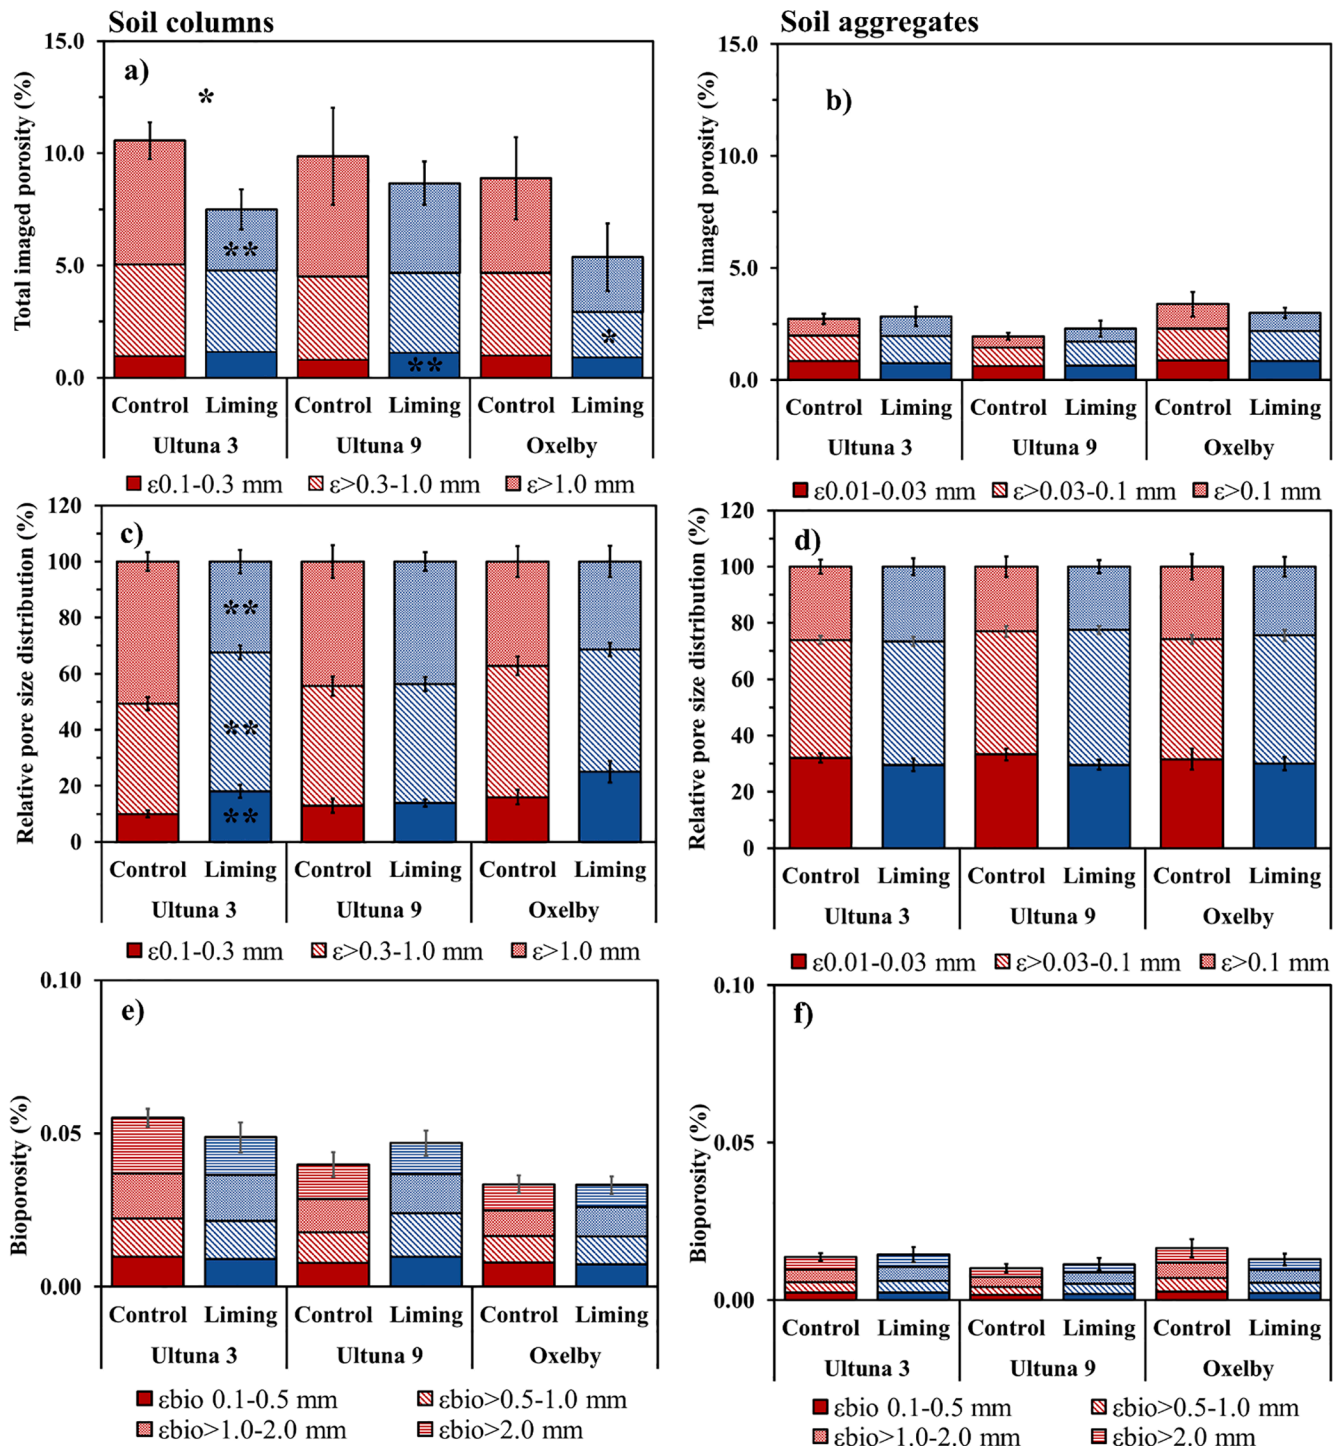 Soil columns
Soil aggregates
a)
Total imaged porosity (%)
15.0
10.0
5.0
0.0
*
**
**
*
Control Liming Control Liming Control Liming
Ultuna 3 Ultuna 9 Oxelby
ε0.1-0.3 mm ε>0.3-1.0 mm ε>1.0 mm
b)
Total imaged porosity (%)
15.0
10.0
5.0
0.0
Control Liming Control Liming Control Liming
Ultuna 3 Ultuna 9 Oxelby
ε0.01-0.03 mm ε>0.03-0.1 mm ε>0.1 mm
c)
Relative pore size distribution (%)
120
100
80
60
40
20
0
**
**
**
Control Liming Control Liming Control Liming
Ultuna 3 Ultuna 9 Oxelby
ε0.1-0.3 mm ε>0.3-1.0 mm ε>1.0 mm
d)
Relative pore size distribution (%)
120
100
80
60
40
20
0
Control Liming Control Liming Control Liming
Ultuna 3 Ultuna 9 Oxelby
ε0.01-0.03 mm ε>0.03-0.1 mm ε>0.1 mm
e)
Bioporosity (%)
0.10
0.05
0.00
Control Liming Control Liming Control Liming
Ultuna 3 Ultuna 9 Oxelby
εbio 0.1-0.5 mm εbio>0.5-1.0 mm
εbio>1.0-2.0 mm εbio>2.0 mm
f)
Bioporosity (%)
0.10
0.05
0.00
Control Liming Control Liming Control Liming
Ultuna 3 Ultuna 9 Oxelby
εbio 0.1-0.5 mm εbio>0.5-1.0 mm
εbio>1.0-2.0 mm εbio>2.0 mm